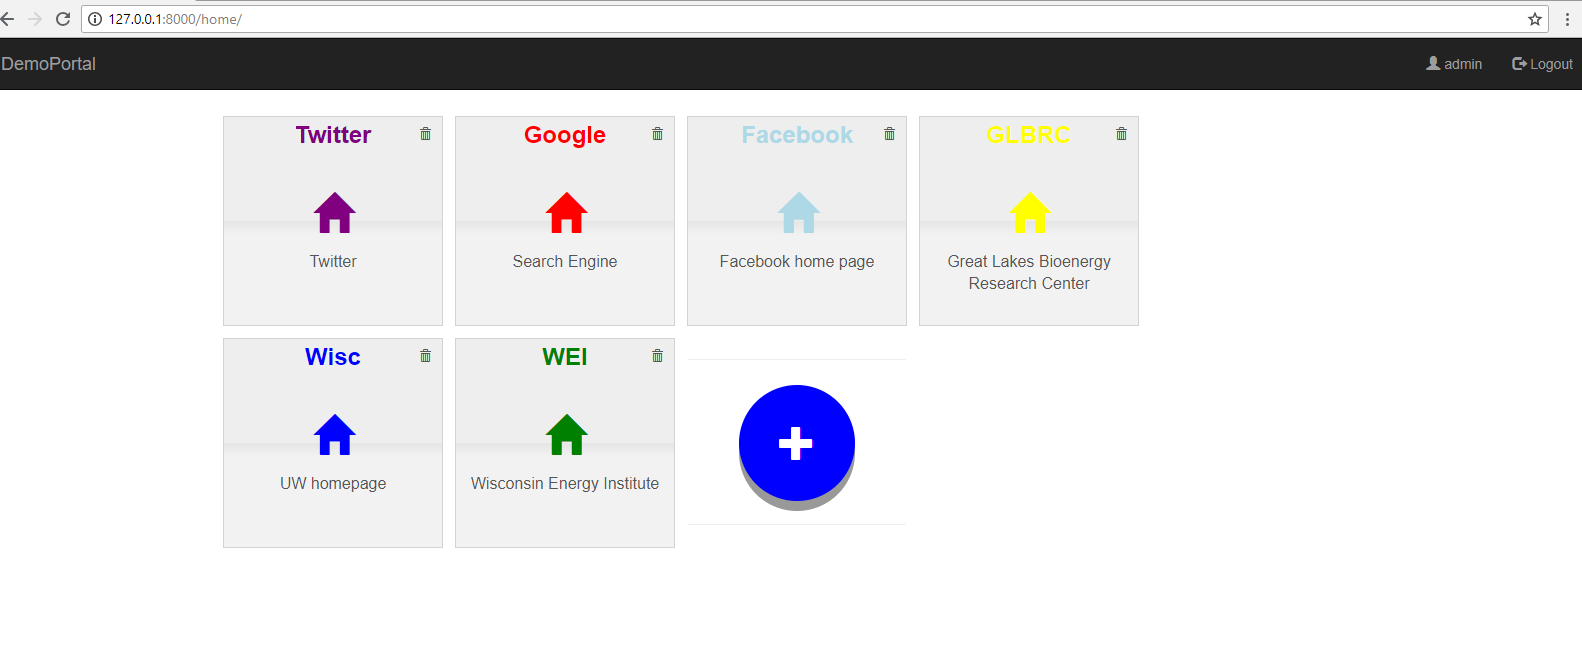 127.0.0.1:8000/home/
DemoPortal
admin
Logout
Twitter
Google
Facebook
GLBRC
Twitter
Search Engine
Facebook home page
Great Lakes Bioenergy
Research Center
Wisc
WEI
UW homepage
Wisconsin Energy Institute